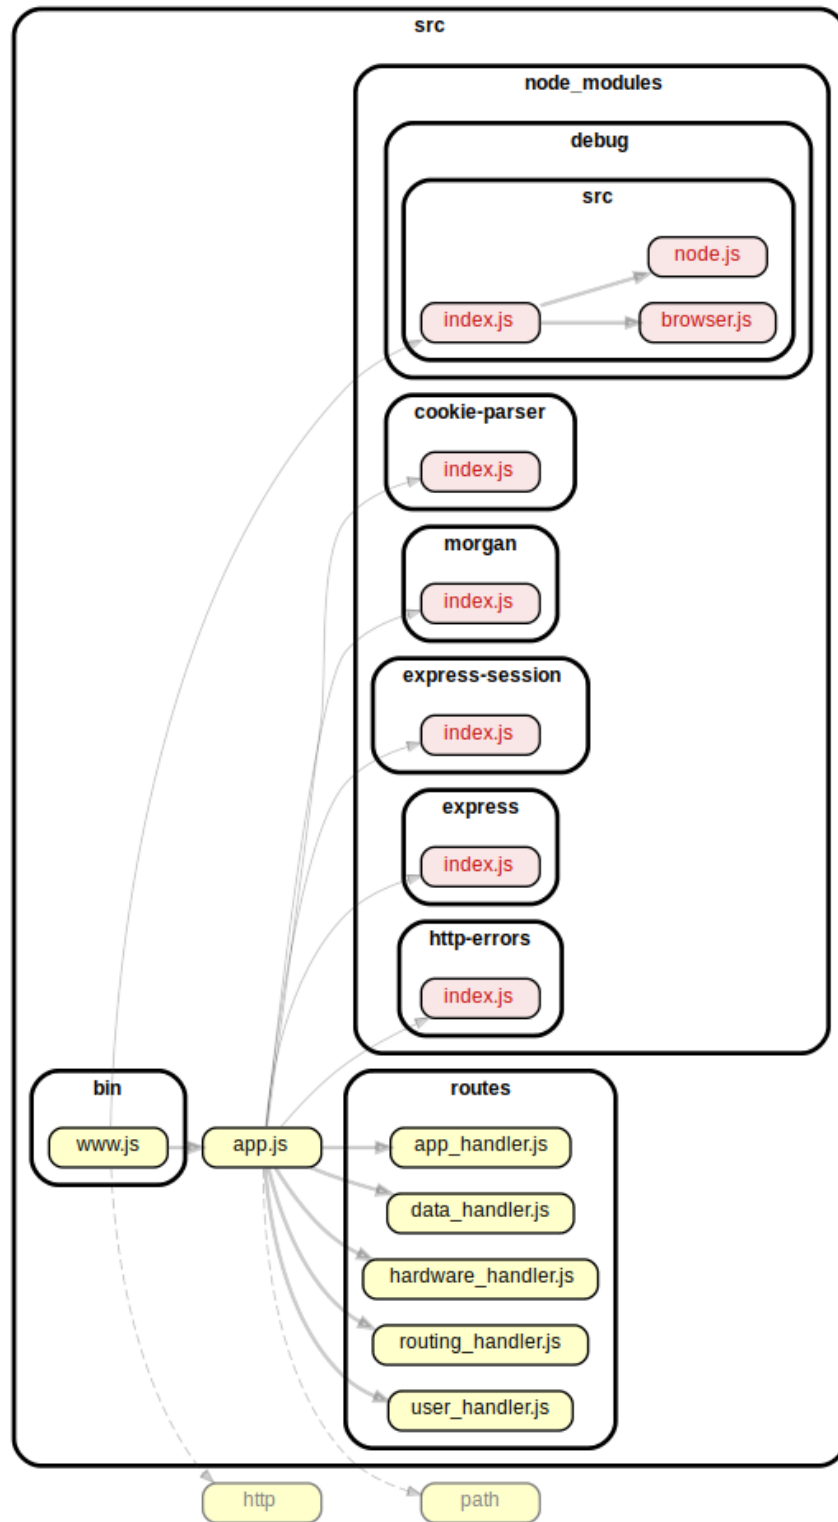 src
node_modules
debug
src
node.js
index.js
browser.js
cookie-parser
index.js
morgan
index.js
express-session
index.js
express
index.js
http-errors
index.js
bin
routes
www.js
app.js
app_handler.js
data_handler.js
hardware_handler.js
routing_handler.js
user_handler.js
http
path